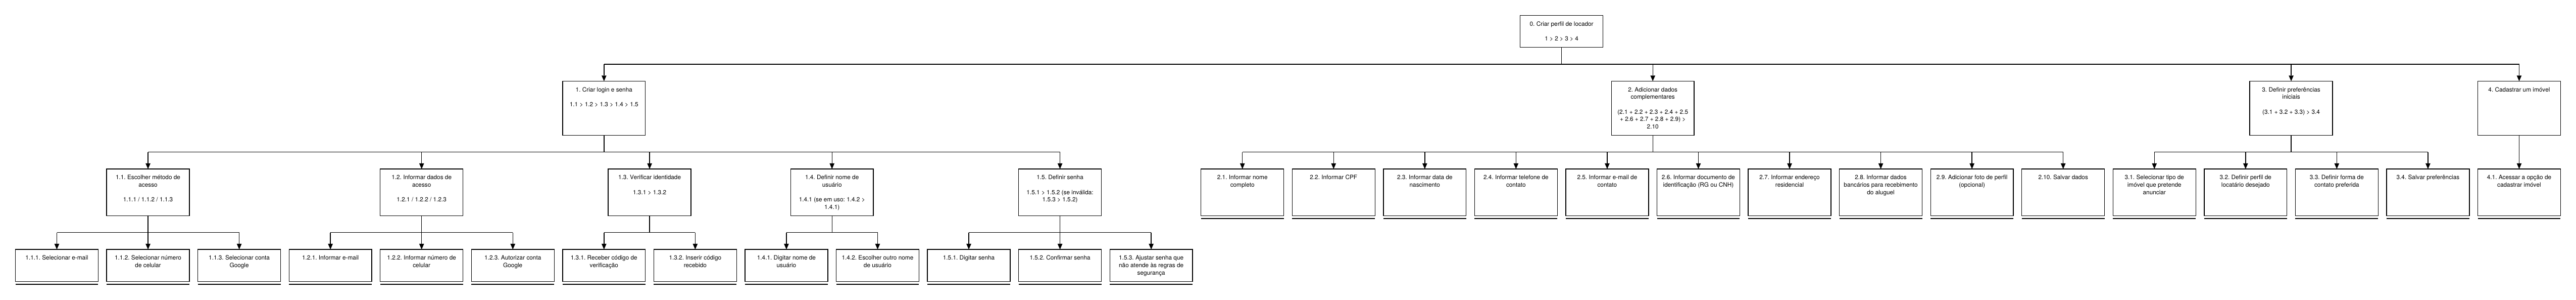 0. Criar perfil de locador
1 > 2 > 3 > 4
1. Criar login e senha
1.1 > 1.2 > 1.3 > 1.4 > 1.5
2. Adicionar dados
complementares
(2.1 + 2.2 + 2.3 + 2.4 + 2.5
+ 2.6 + 2.7 + 2.8 + 2.9) >
2.10
3. Definir preferências
iniciais
(3.1 + 3.2 + 3.3) > 3.4
4. Cadastrar um imóvel
1.1. Escolher método de
acesso
1.1.1 / 1.1.2 / 1.1.3
1.2. Informar dados de
acesso
1.2.1 / 1.2.2 / 1.2.3
1.3. Verificar identidade
1.3.1 > 1.3.2
1.4. Definir nome de
usuário
1.4.1 (se em uso: 1.4.2 >
1.4.1)
1.5. Definir senha
1.5.1 > 1.5.2 (se inválida:
1.5.3 > 1.5.2)
2.1. Informar nome
completo
2.2. Informar CPF
2.3. Informar data de
nascimento
2.4. Informar telefone de
contato
2.5. Informar e-mail de
contato
2.6. Informar documento de
identificação (RG ou CNH)
2.7. Informar endereço
residencial
2.8. Informar dados
bancários para recebimento
do aluguel
2.9. Adicionar foto de perfil
(opcional)
2.10. Salvar dados
3.1. Selecionar tipo de
imóvel que pretende
anunciar
3.2. Definir perfil de
locatário desejado
3.3. Definir forma de
contato preferida
3.4. Salvar preferências
4.1. Acessar a opção de
cadastrar imóvel
1.1.1. Selecionar e-mail
1.1.2. Selecionar número
de celular
1.1.3. Selecionar conta
Google
1.2.1. Informar e-mail
1.2.2. Informar número de
celular
1.2.3. Autorizar conta
Google
1.3.1. Receber código de
verificação
1.3.2. Inserir código
recebido
1.4.1. Digitar nome de
usuário
1.4.2. Escolher outro nome
de usuário
1.5.1. Digitar senha
1.5.2. Confirmar senha
1.5.3. Ajustar senha que
não atende às regras de
segurança